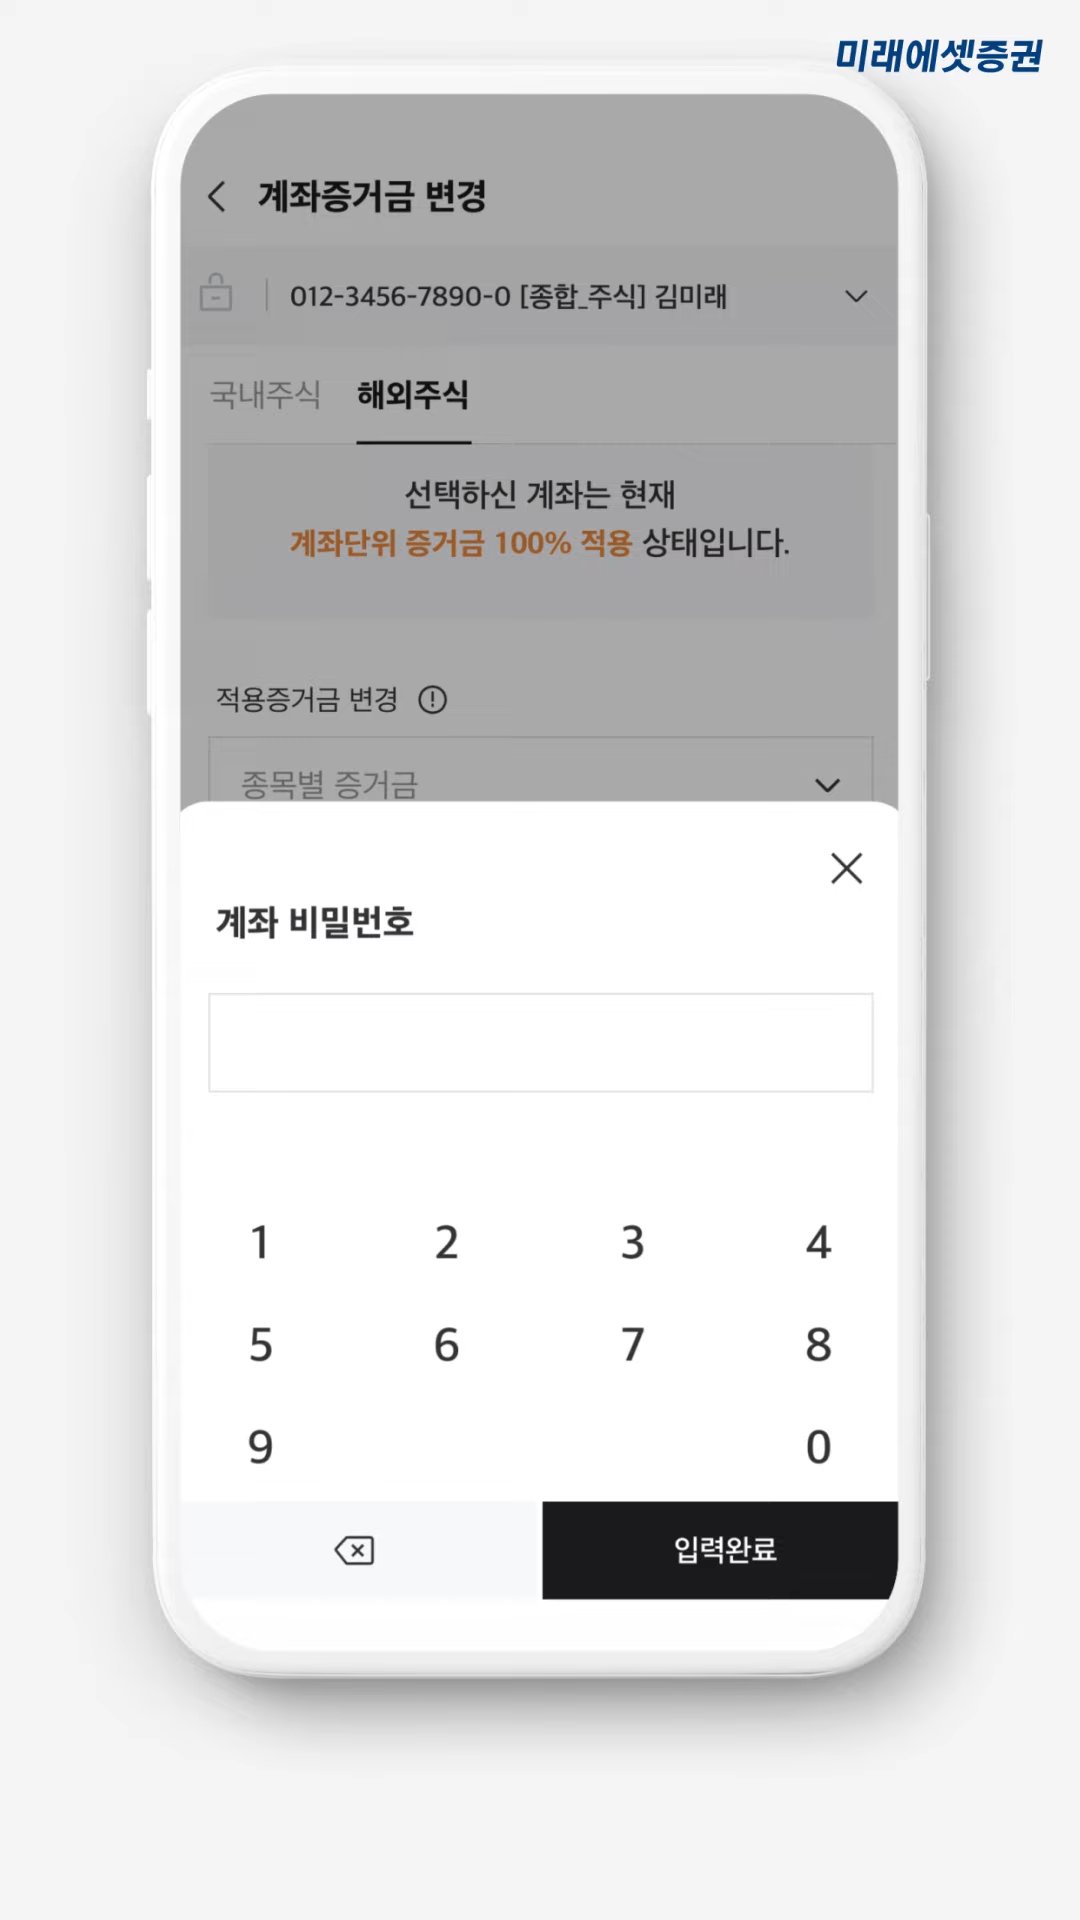 미래에셋증권
계좌증거금 변경
012-3456-7890-0 [종합_주식] 김미래
국내주식 해외주식
선택하신 계좌는 현재
계좌단위 증거금 100% 적용 상태입니다.
적용증거금 변경
종목별 증거금
계좌 비밀번호
1 2 3 4
5 6 7 8
9 0
입력완료